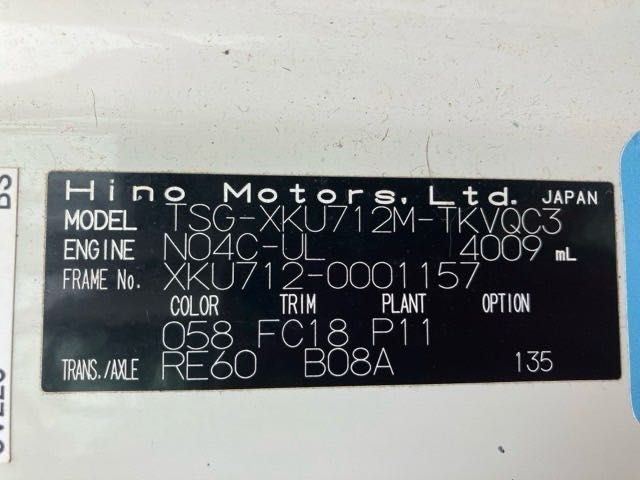 Hino Motors, Ltd. JAPAN
MODEL TSG-XKU712M-TKVQC3
ENGINE N04C-UL 4009 mL
FRAME No. XKU712-0001157
COLOR TRIM PLANT OPTION
058 FC18 P11
TRANS./AXLE RE60 B08A 135